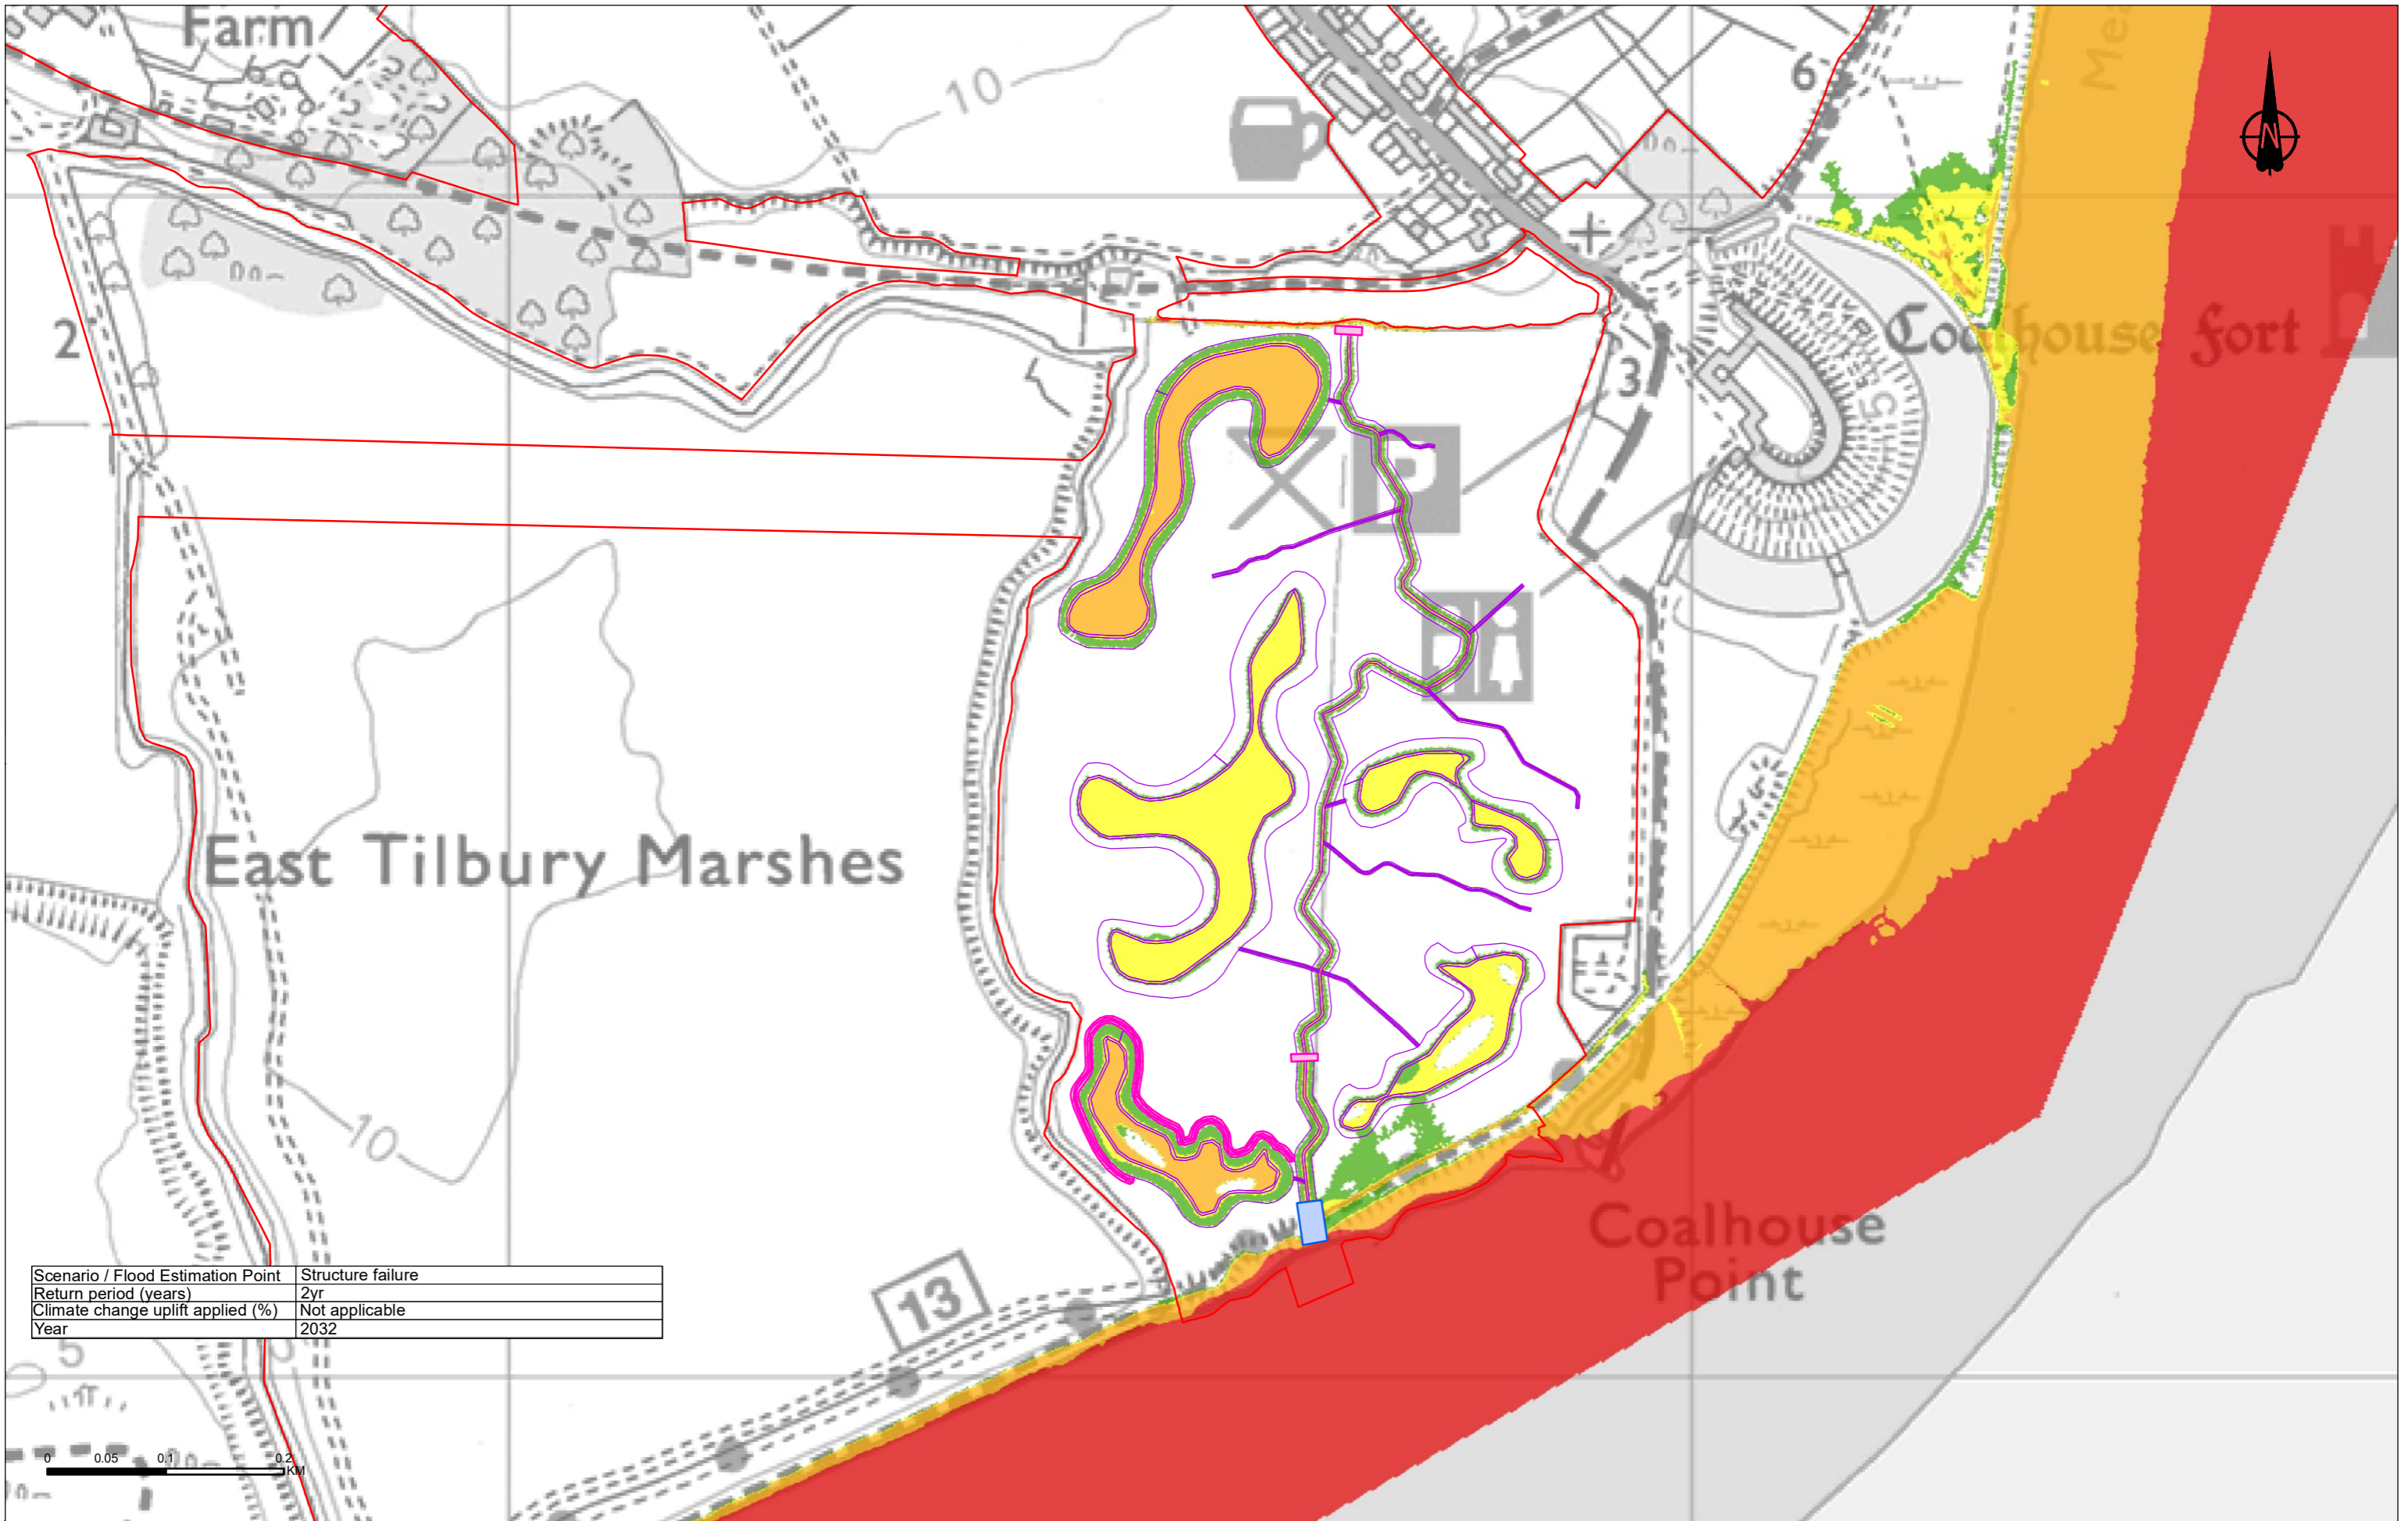 Farm
10
6
Mea
N
2
Coalhouse Fort
3
P
East Tilbury Marshes
10
Coalhouse
Point
13
Scenario / Flood Estimation Point Structure failure
Return period (years) 2yr
Climate change uplift applied (%) Not applicable
Year 2032
5
0 0.05 0.1 0.2
KM